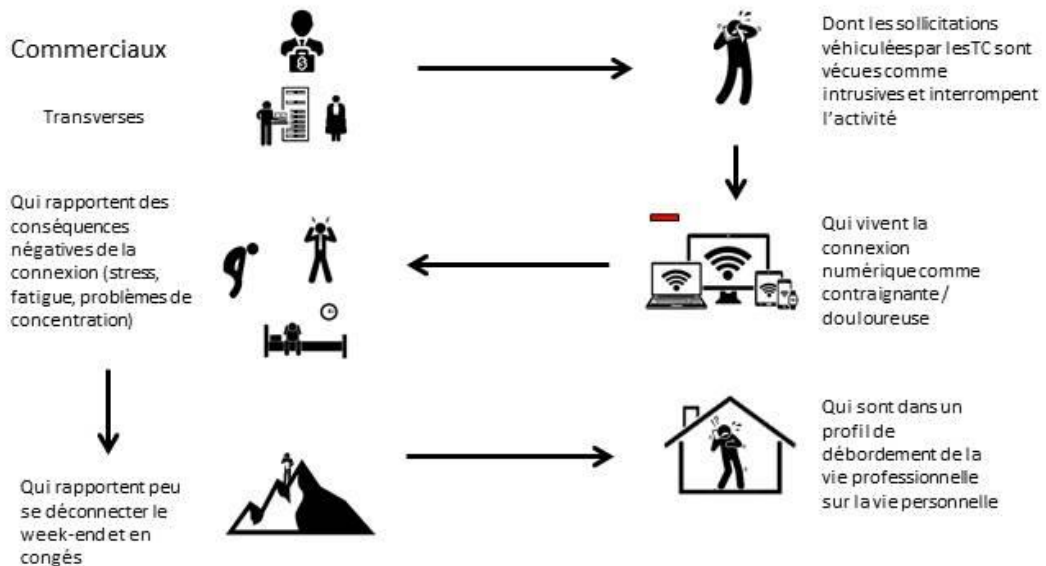 Commerciaux
Transverses
Dont les sollicitations
véhiculéespar lesTC sont
vécues comme
intrusives et interrompent
l'activité
Qui vivent la
connexion
numérique comme
contraignante /
douloureuse
Qui rapportent des
conséquences
négatives de la
connexion (stress,
fatigue, problèmes de
concentration)
Qui rapportent peu
se déconnecter le
week-end et en
congés
Qui sont dans un
profil de
débordement de la
vie professionnelle
sur la vie personnelle